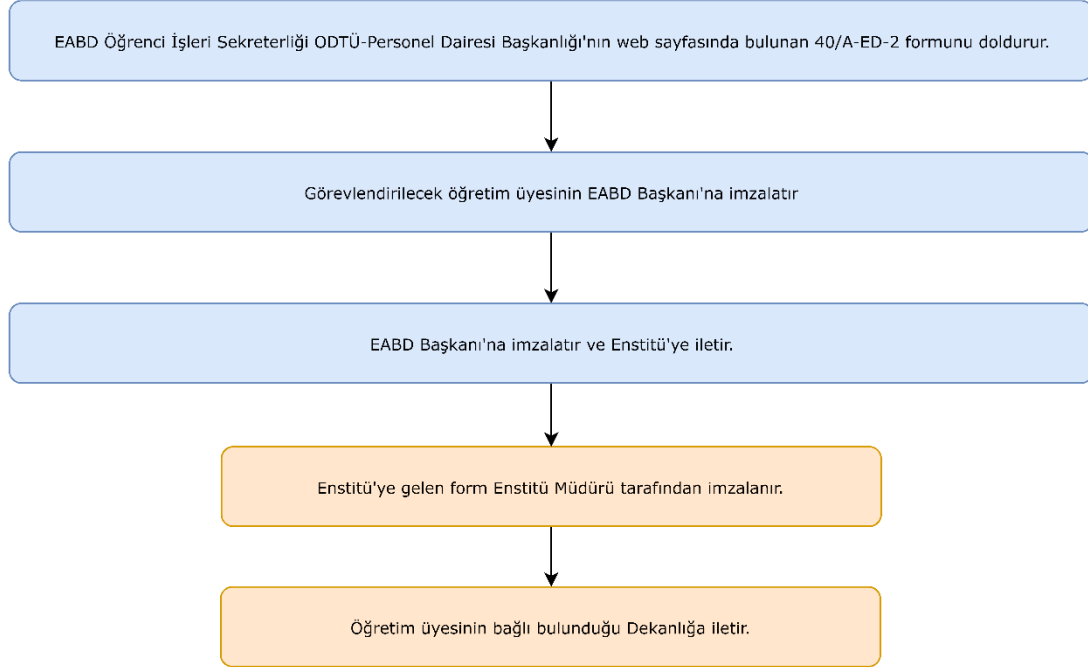 EABD Öğrenci İşleri Sekreterliği ODTÜ-Personel Dairesi Başkanlığı'nın web sayfasında bulunan 40/A-ED-2 formunu doldurur.
Görevlendirilecek öğretim üyesinin EABD Başkanı'na imzalatır
EABD Başkanı'na imzalatır ve Enstitü'ye iletir.
Enstitü'ye gelen form Enstitü Müdürü tarafından imzalanır.
Öğretim üyesinin bağlı bulunduğu Dekanlığa iletir.